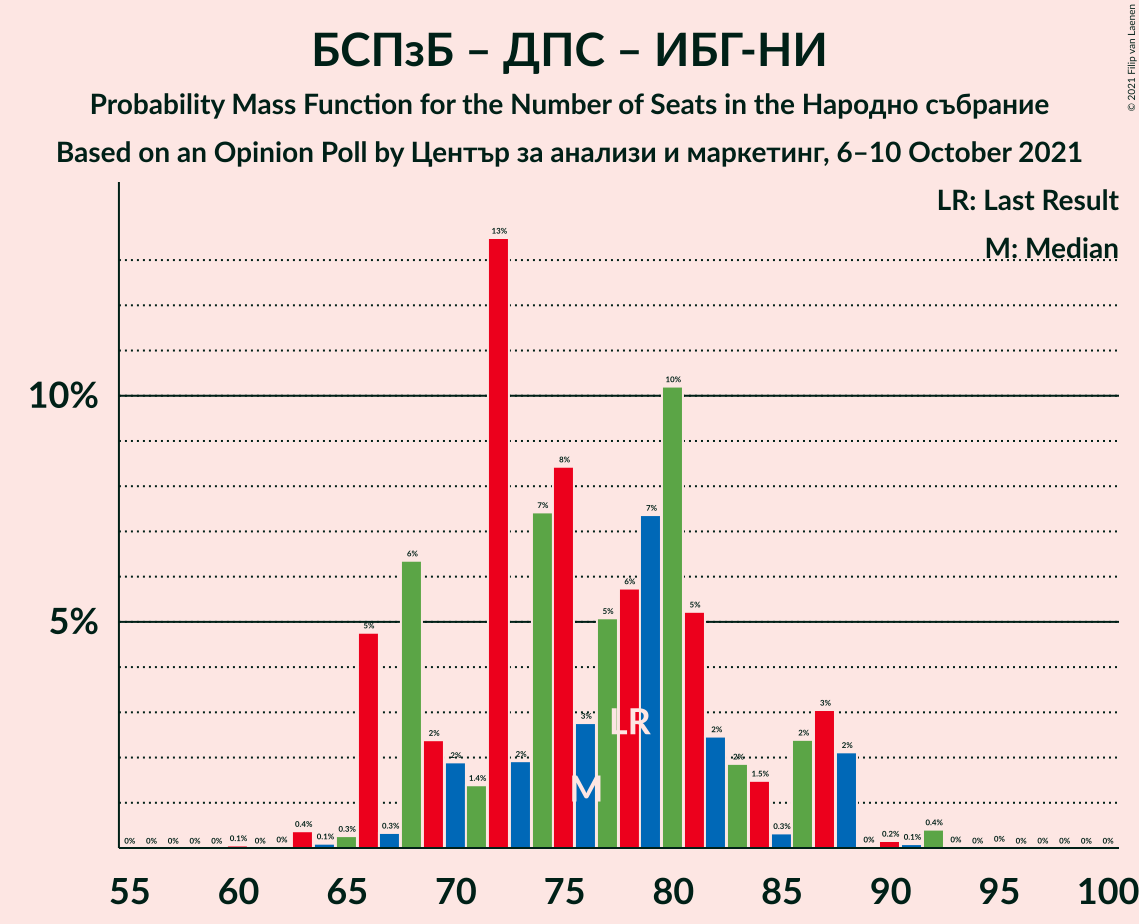 БСПзБ – ДПС – ИБГ-НИ
Probability Mass Function for the Number of Seats in the Народно събрание
Based on an Opinion Poll by Център за анализи и маркетинг, 6–10 October 2021
© 2021 Filip van Laenen
LR: Last Result
M: Median
10%
5%
0% 0% 0% 0% 0% 0.1% 0% 0% 0.4% 0.1% 0.3% 5% 0.3% 6% 2% 2% 1.4% 13% 2% 7% 8% 3% 5% 6% 7% 10% 5% 2% 2% 1.5% 0.3% 2% 3% 2% 0% 0.2% 0.1% 0.4% 0% 0% 0% 0% 0% 0% 0% 0%
LR
M
55 60 65 70 75 80 85 90 95 100